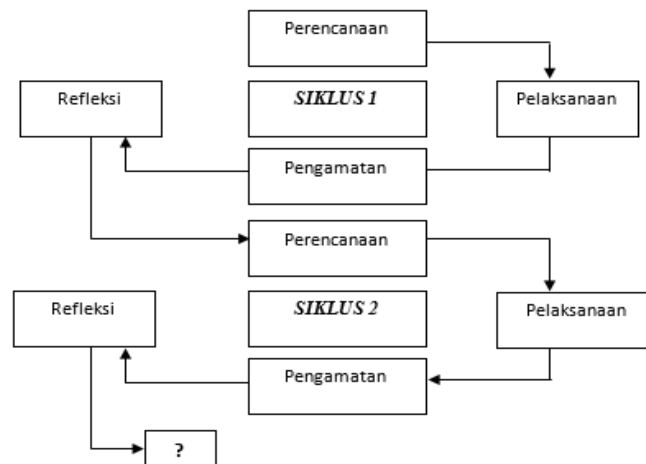 Perencanaan
Refleksi
SIKLUS 1
Pelaksanaan
Pengamatan
Perencanaan
Refleksi
SIKLUS 2
Pelaksanaan
Pengamatan
?